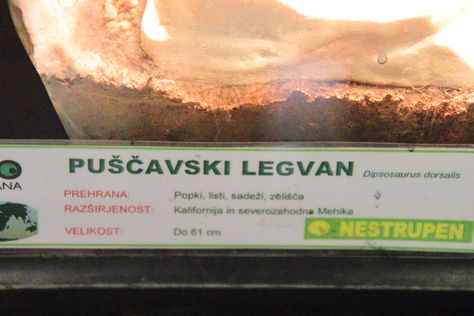 PUŠČAVSKI LEGVAN Dipsosaurus dorsalis
ANA
PREHRANA: Popki, listi, sadeži, zelišča
RAZŠIRJENOST: Kalifornija in severozahodna Mehika
VELIKOST: Do 61 cm
NESTRUPEN